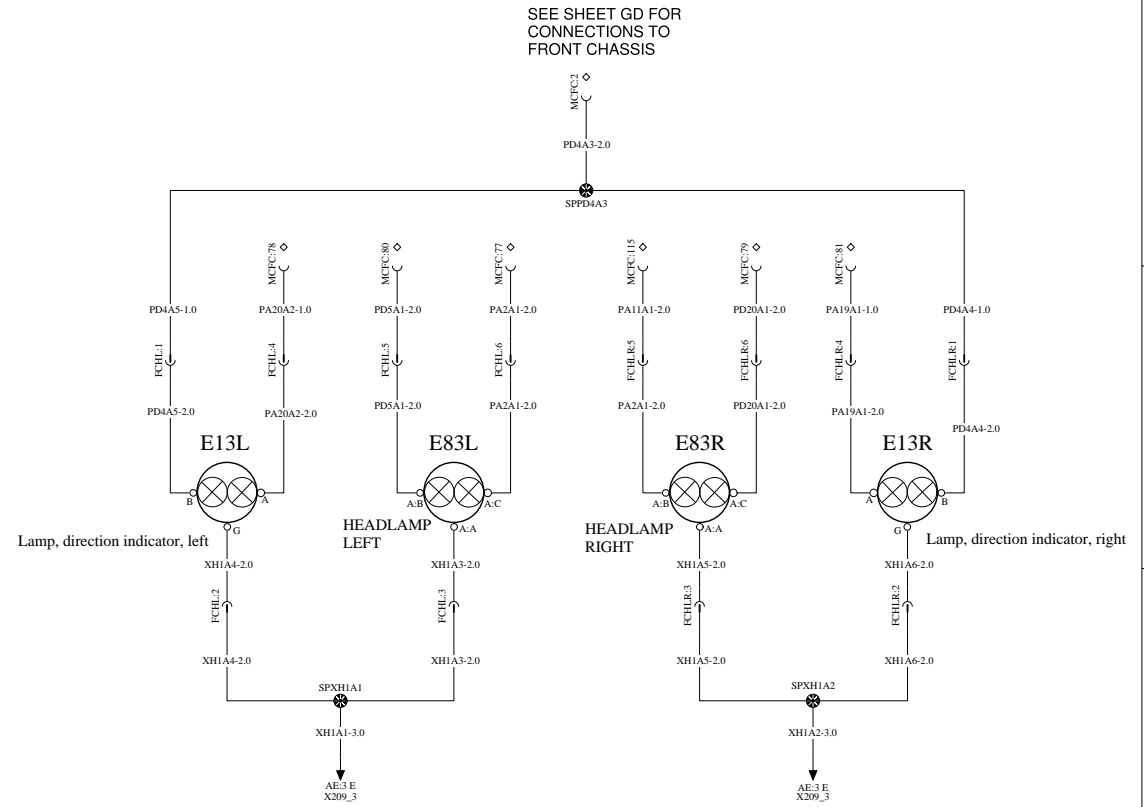 SEE SHEET GD FOR
CONNECTIONS TO
FRONT CHASSIS
MCFC:2
PD4A3-2.0
SPPD4A3
MCFC:78
MCFC:80
MCFC:77
MCFC:115
MCFC:79
MCFC:81
PD4A5-1.0
PA20A2-1.0
PD5A1-2.0
PA2A1-2.0
PA11A1-2.0
PD20A1-2.0
PA19A1-1.0
PD4A4-1.0
FCHL:1
FCHL:4
FCHL:5
FCHL:6
FCHLR:5
FCHLR:6
FCHLR:4
FCHLR:1
PD4A5-2.0
PA20A2-2.0
PD5A1-2.0
PA2A1-2.0
PA2A1-2.0
PD20A1-2.0
PA19A1-2.0
PD4A4-2.0
E13L
E83L
E83R
E13R
B
A
A:B
A:C
A:B
A:C
A
B
G
A:A
A:A
G
Lamp, direction indicator, left
HEADLAMP
LEFT
HEADLAMP
RIGHT
Lamp, direction indicator, right
XH1A4-2.0
XH1A3-2.0
XH1A5-2.0
XH1A6-2.0
FCHL:2
FCHL:3
FCHLR:3
FCHLR:2
XH1A4-2.0
XH1A3-2.0
XH1A5-2.0
XH1A6-2.0
SPXH1A1
SPXH1A2
XH1A1-3.0
XH1A2-3.0
AE:3 E
X209_3
AE:3 E
X209_3